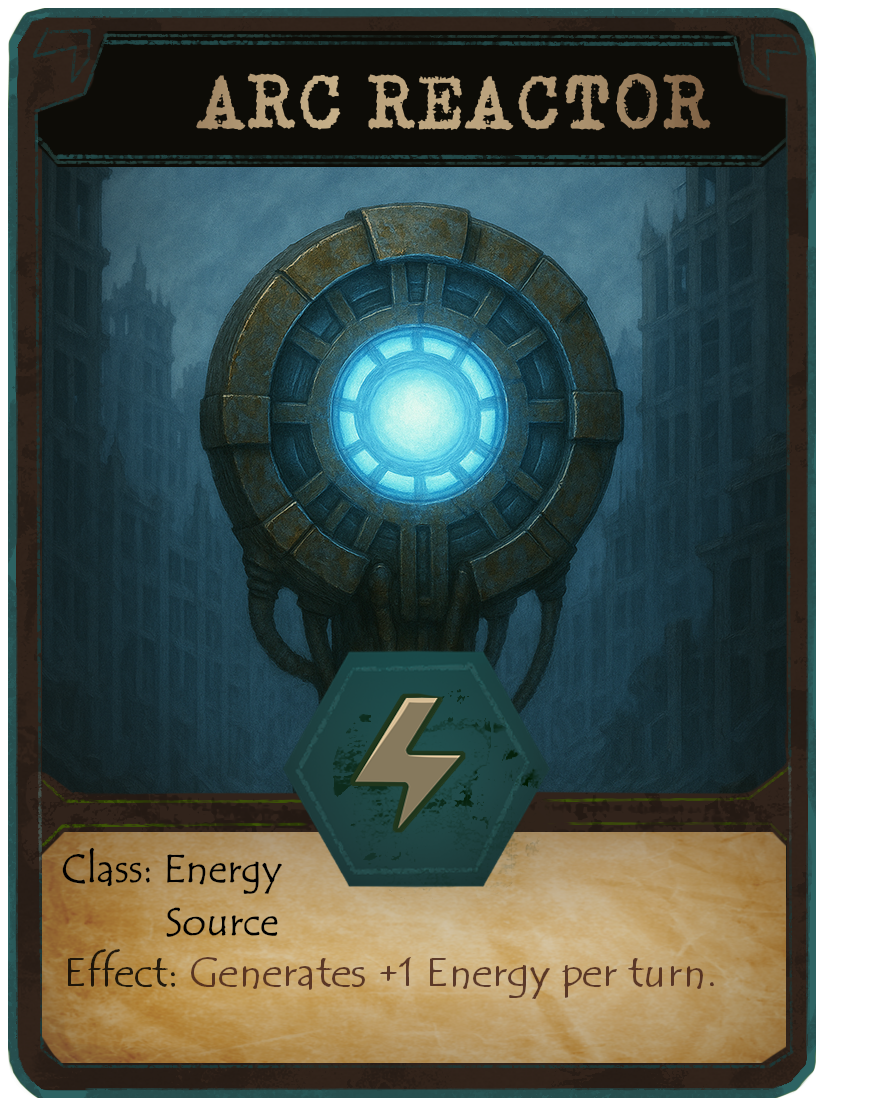 ARC REACTOR
Class: Energy
Source
Effect: Generates +1 Energy per turn.